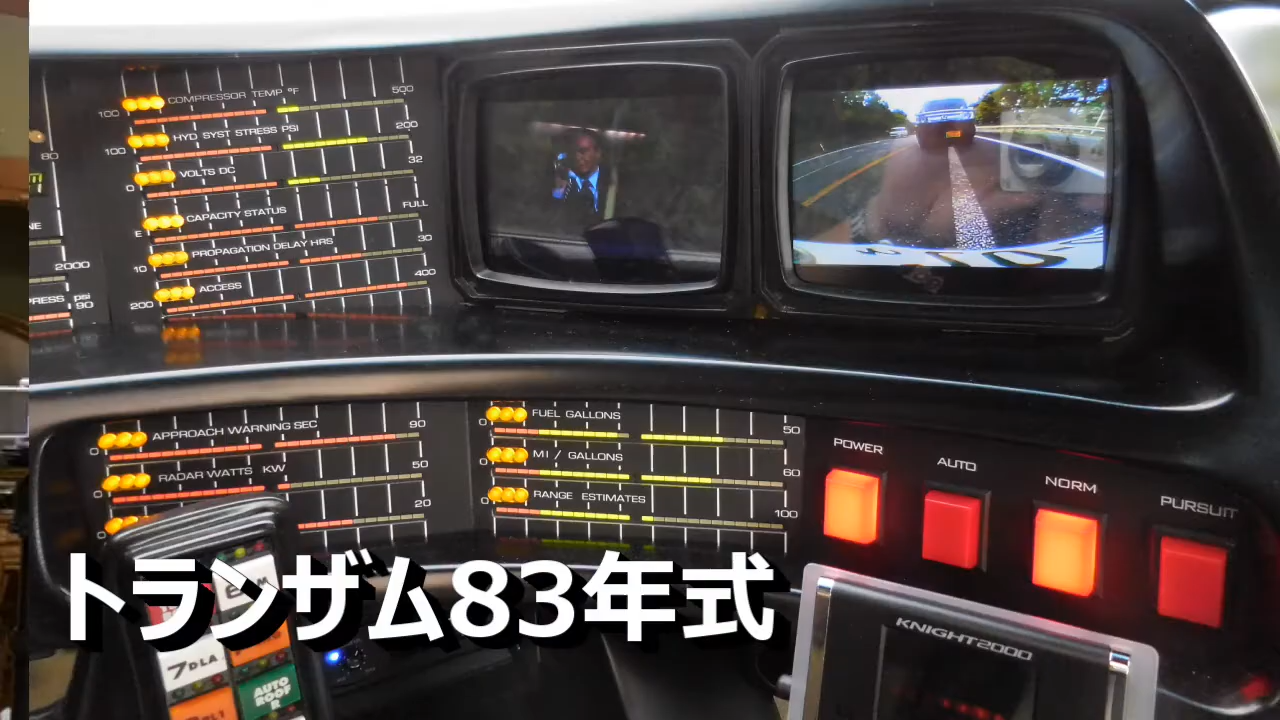 COMPRESSOR TEMP °F
100
500
HYD SYST STRESS PSI
100
200
VOLTS DC
0
32
CAPACITY STATUS
E
FULL
PROPAGATION DELAY HRS
10
30
ACCESS
200
400
80
2000
PRESS psi
90
APPROACH WARNING SEC
0
90
RADAR WATTS KW
0
50
20
FUEL GALLONS
0
50
MI / GALLONS
0
60
RANGE ESTIMATES
0
100
POWER
AUTO
NORM
PURSUIT
トランザム83年式
7DLA
AUTO
ROOF
R
KNIGHT2000